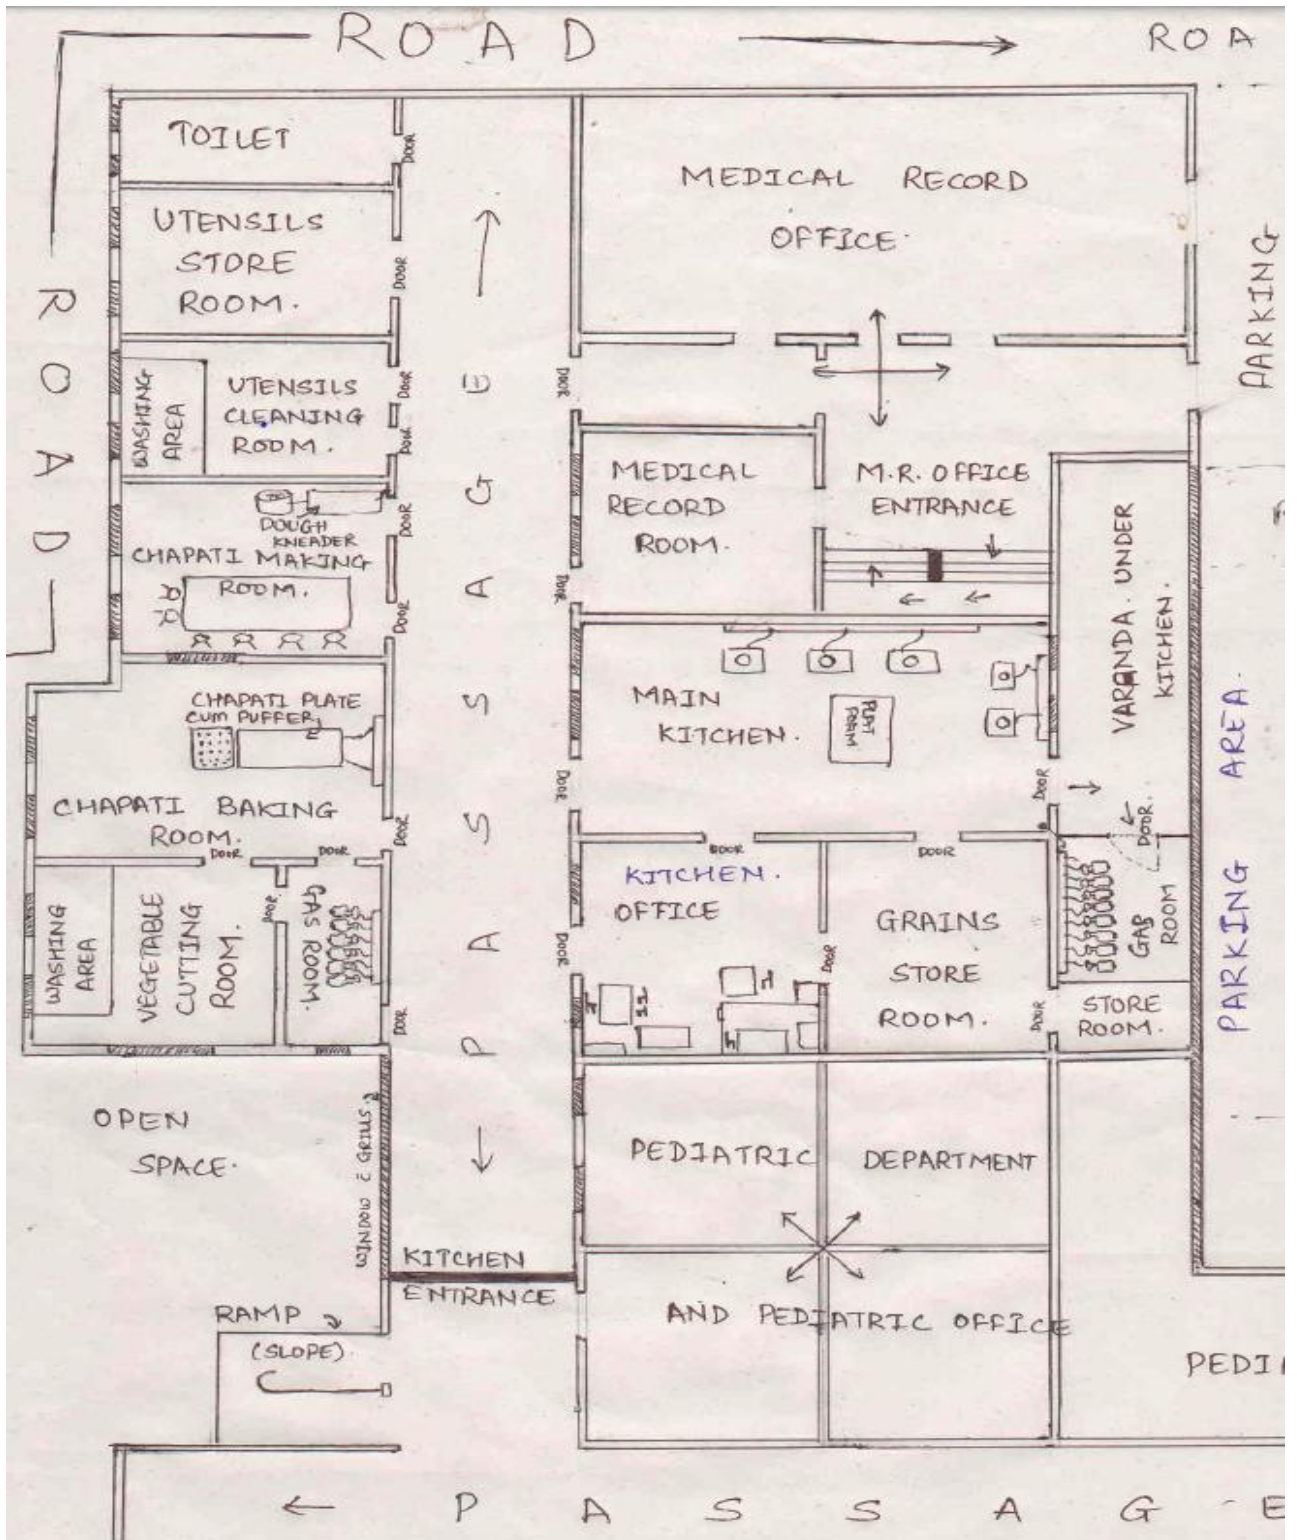 ROAD
ROA
TOILET
DOOR
UTENSILS
STORE
ROOM.
DOOR
MEDICAL RECORD
OFFICE.
PARKING
ROAD
WASHING
AREA
UTENSILS
CLEANING
ROOM.
DOOR
DOOR
PASSAGE
DOOR
MEDICAL
RECORD
ROOM.
DOOR
M.R. OFFICE
ENTRANCE
DOUGH
KNEADER
CHAPATI MAKING
ROOM.
DOOR
DOOR
VARANDA. UNDER
KITCHEN.
CHAPATI PLATE
CUM PUFFER
MAIN
KITCHEN.
PLAT
FORM
DOOR
DOOR
PARKING AREA.
CHAPATI BAKING
ROOM.
DOOR
DOOR
DOOR
DOOR
DOOR
DOOR.
KITCHEN.
OFFICE
WASHING
AREA
VEGETABLE
CUTTING
ROOM.
DOOR
GAS ROOM.
DOOR
DOOR
DOOR
GRAINS
STORE
ROOM.
DOOR
GAS
ROOM
STORE
ROOM.
OPEN
SPACE.
WINDOW & GRILLS
PEDIATRIC DEPARTMENT
KITCHEN
ENTRANCE
RAMP
(SLOPE)
AND PEDIATRIC OFFICE
PEDIA
PASSAGE